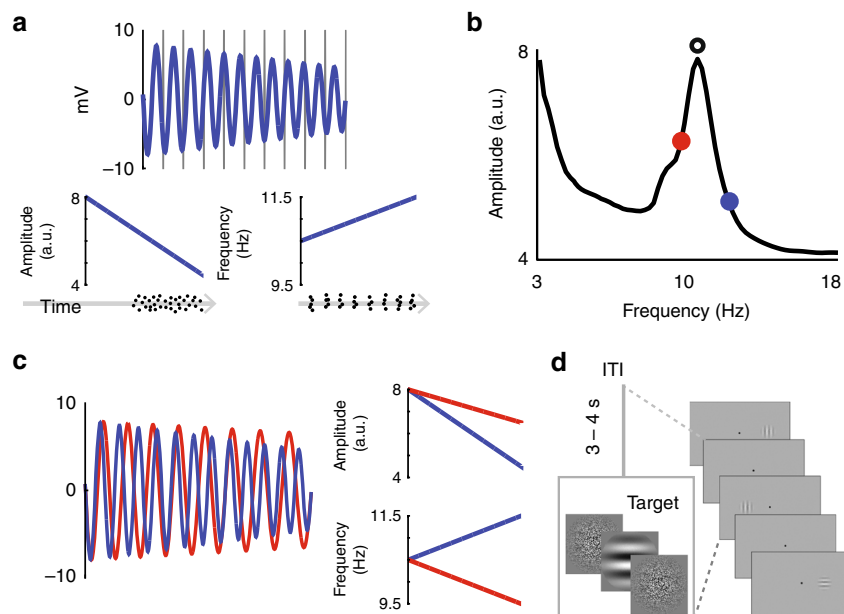 a
10
0
−10
mV
8
4
Amplitude
(a.u.)
Time
11.5
9.5
Frequency
(Hz)
b
8
4
Amplitude (a.u.)
3
10
18
Frequency (Hz)
c
10
0
−10
8
4
Amplitude
(a.u.)
11.5
9.5
Frequency
(Hz)
d
ITI
3 – 4 s
Target